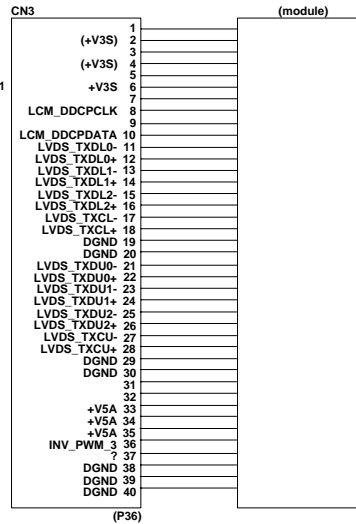 CN3 (module)
1
(+V3S) 2
3
(+V3S) 4
5
1 +V3S 6
7
LCM_DDCPCLK 8
9
LCM_DDCPDATA 10
LVDS_TXDL0- 11
LVDS_TXDL0+ 12
LVDS_TXDL1- 13
LVDS_TXDL1+ 14
LVDS_TXDL2- 15
LVDS_TXDL2+ 16
LVDS_TXCL- 17
LVDS_TXCL+ 18
DGND 19
DGND 20
LVDS_TXDU0- 21
LVDS_TXDU0+ 22
LVDS_TXDU1- 23
LVDS_TXDU1+ 24
LVDS_TXDU2- 25
LVDS_TXDU2+ 26
LVDS_TXCU- 27
LVDS_TXCU+ 28
DGND 29
DGND 30
31
32
+V5A 33
+V5A 34
+V5A 35
INV_PWM_3 36
? 37
DGND 38
DGND 39
DGND 40
(P36)